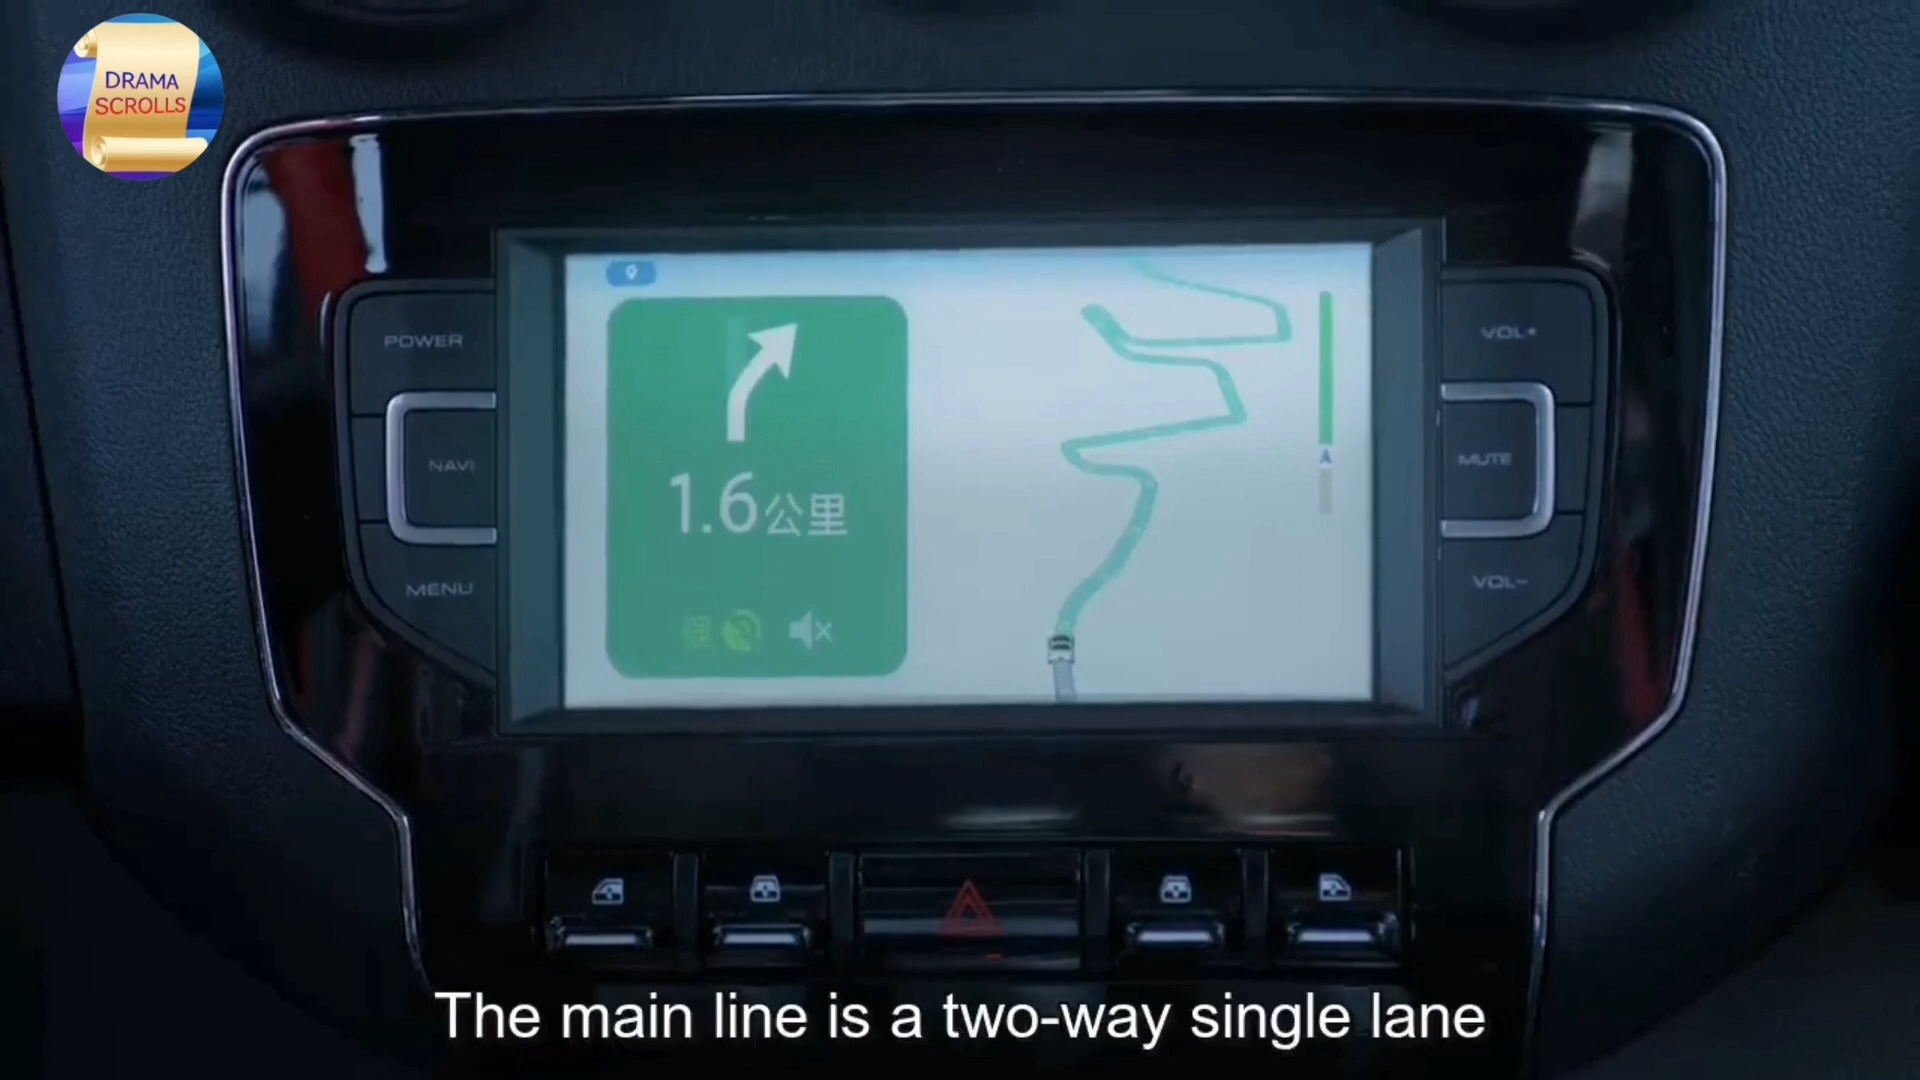 DRAMA
SCROLLS
POWER
VOL+
NAVI
1.6公里
MUTE
MENU
VOL-
The main line is a two-way single lane